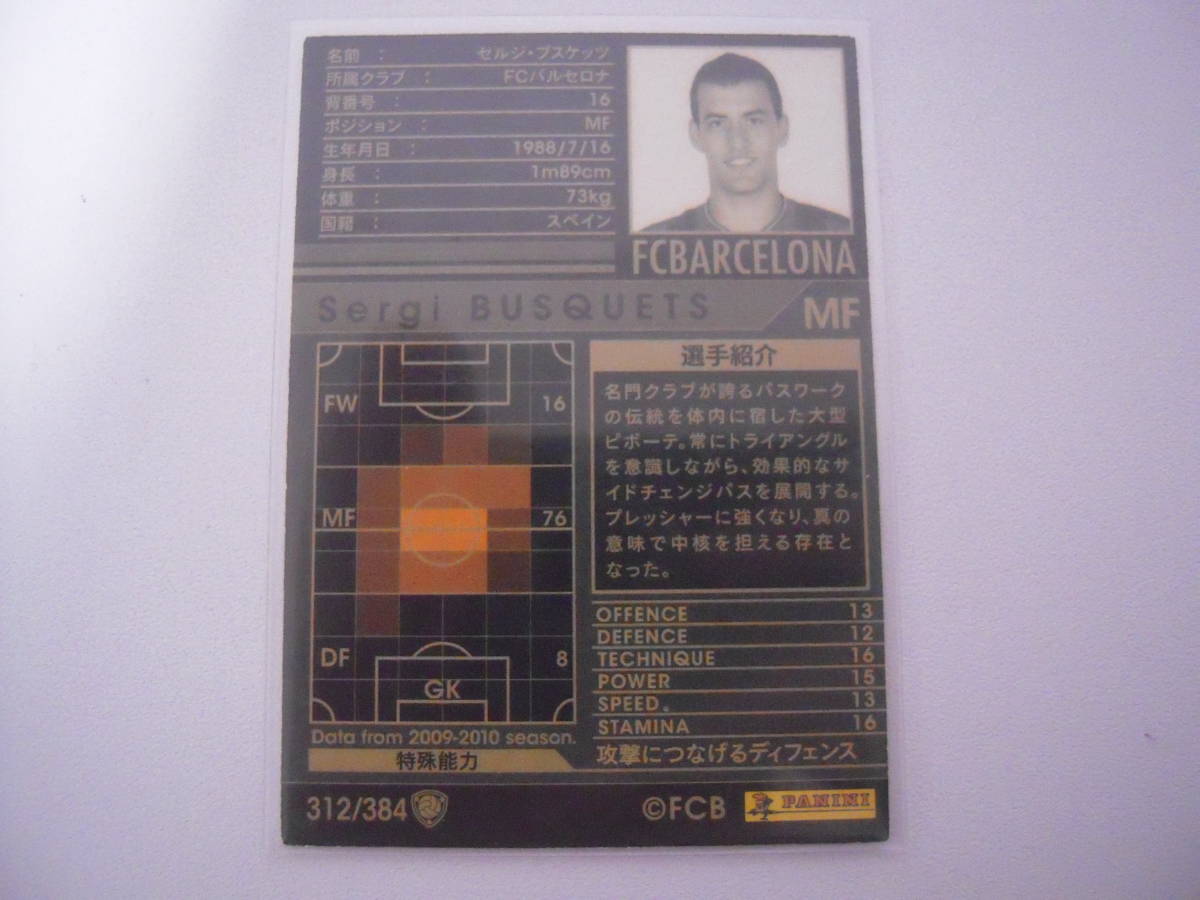 名前 : セルジ・ブスケッツ
所属クラブ : FCバルセロナ
背番号 : 16
ポジション : MF
生年月日 : 1988/7/16
身長 : 1m89cm
体重 : 73kg
国籍 : スペイン
FCBARCELONA
Sergi BUSQUETS
MF
FW 16
MF 76
DF 8
GK
Data from 2009-2010 season.
選手紹介
名門クラブが誇るパスワーク
の伝統を体内に宿した大型
ピボーテ。常にトライアングル
を意識しながら、効果的なサ
イドチェンジパスを展開する。
プレッシャーに強くなり、真の
意味で中核を担える存在と
なった。
OFFENCE 13
DEFENCE 12
TECHNIQUE 16
POWER 15
SPEED 13
STAMINA 16
特殊能力
攻撃につなげるディフェンス
312/384
©FCB
PANINI